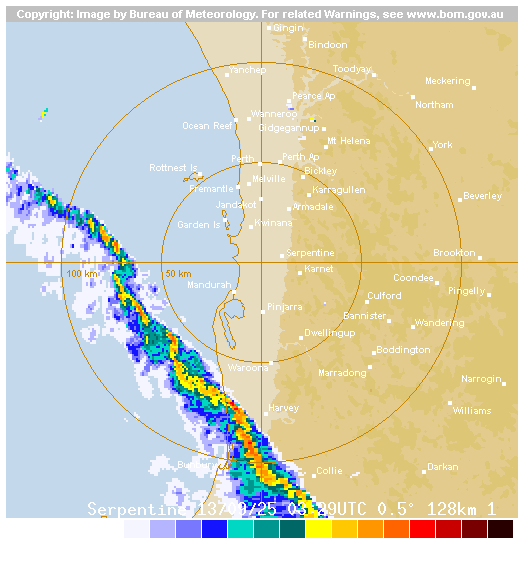 Copyright: Image by Bureau of Meteorology. For related Warnings, see www.bom.gov.au
Gingin
Bindoon
Yanchep
Toodyay
Meckering
Pearce Ap
Northam
Wannerop
Ocean Reef
Gidgegannup
Mt Helena
York
Perth
Perth Ap
Rottnest Is
Bickley
Melville
Fremantle
Karragullen
Beverley
Jandakot
Armadale
Garden Is
Kwinana
Serpentine
Brookton
100 km
50 km
Karnet
Coondee
Mandurah
Pingelly
Culford
Pinjarra
Bannister
Wandering
Dwellingup
Boddington
Waroona
Marradong
Narrogin
Harvey
Williams
Collie
Darkan
Serpentine 0.5° 128km 1